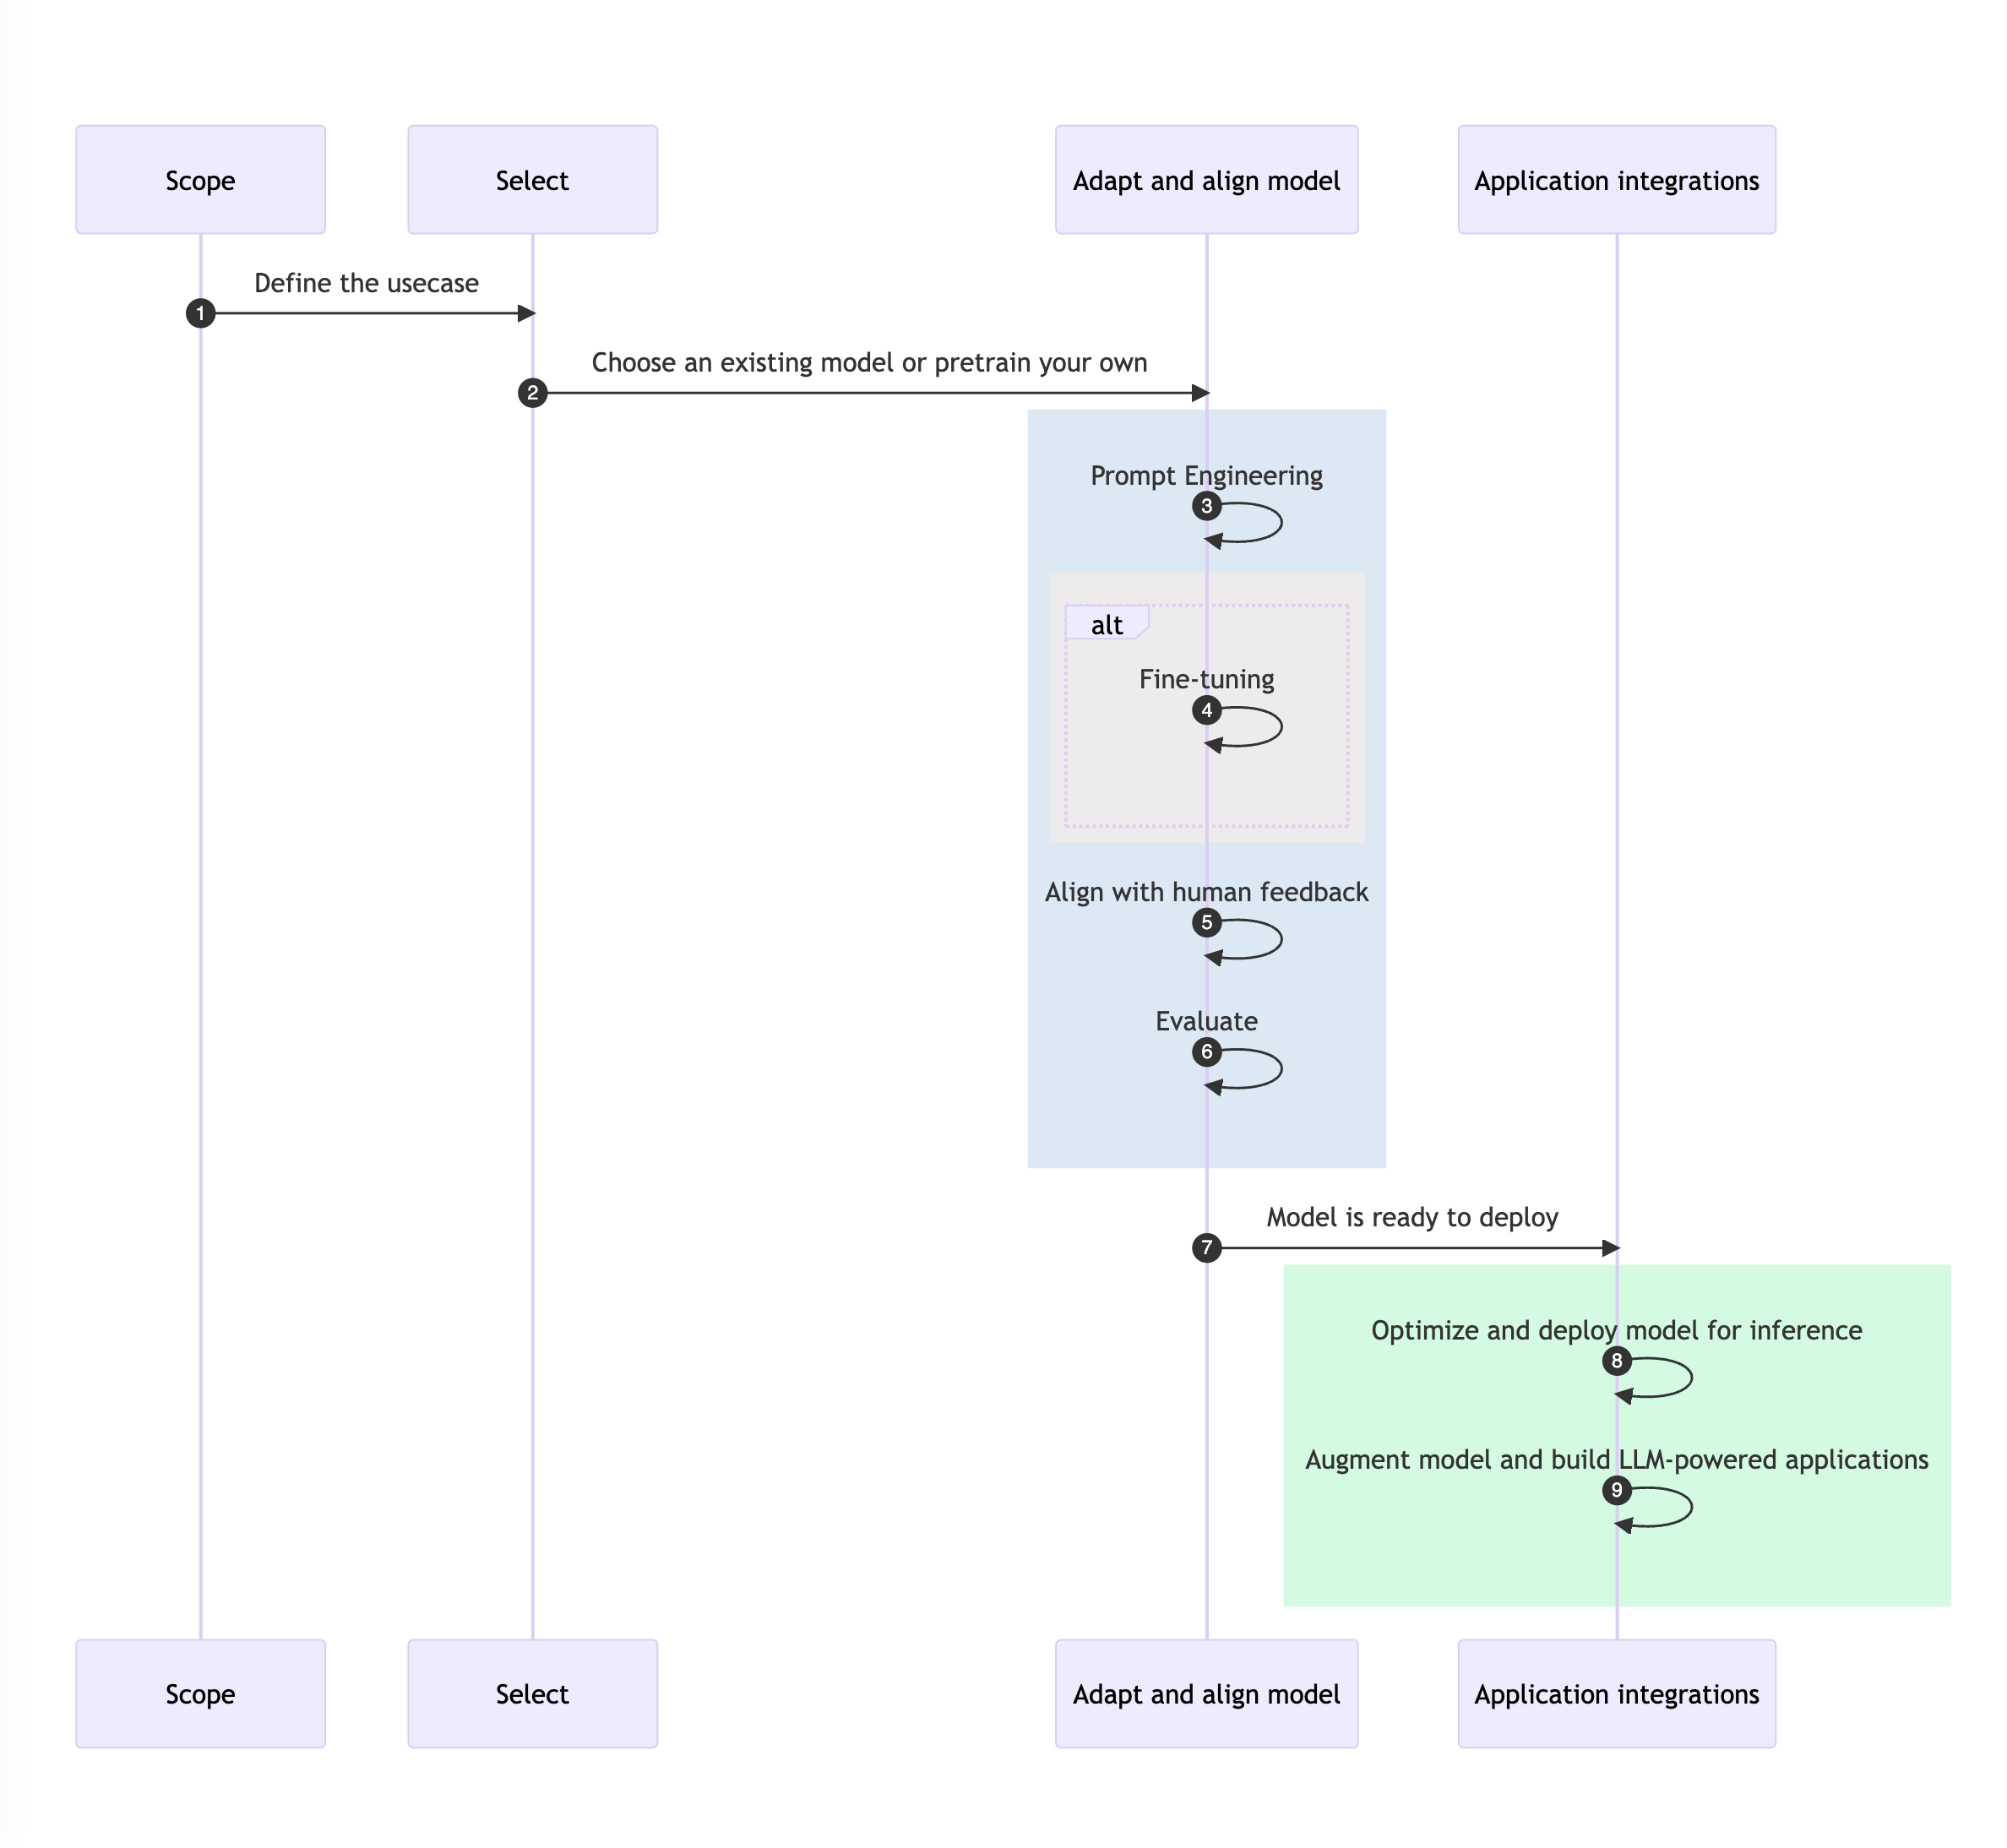 Scope
Select
Adapt and align model
Application integrations
Define the usecase
1
Choose an existing model or pretrain your own
2
Prompt Engineering
3
alt
Fine-tuning
4
Align with human feedback
5
Evaluate
6
Model is ready to deploy
7
Optimize and deploy model for inference
8
Augment model and build LLM-powered applications
9
Scope
Select
Adapt and align model
Application integrations